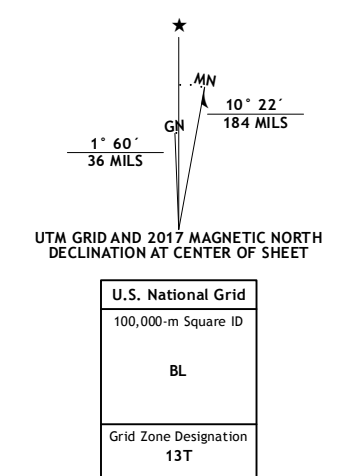 ★
MN
GN
10° 22´
184 MILS
1° 60´
36 MILS
UTM GRID AND 2017 MAGNETIC NORTH
DECLINATION AT CENTER OF SHEET
U.S. National Grid
100,000-m Square ID
BL
Grid Zone Designation
13T